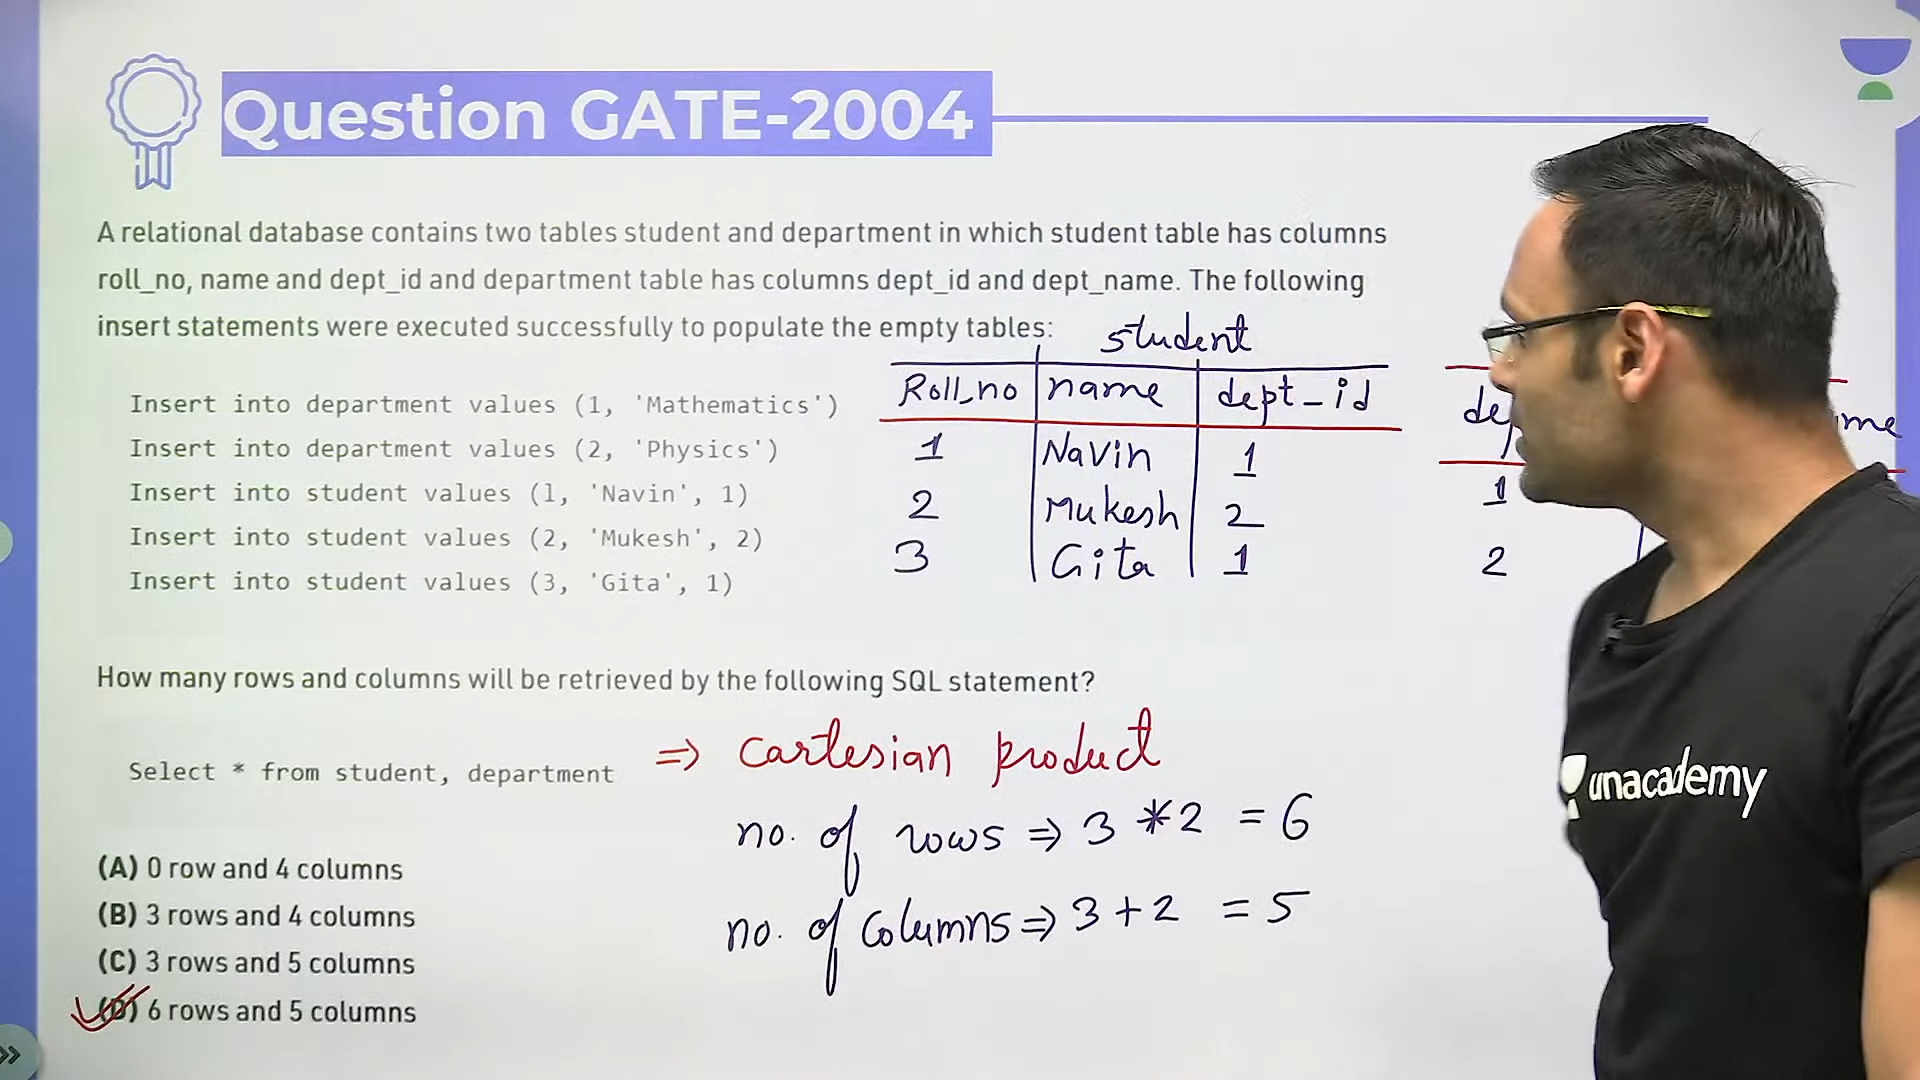 Question GATE-2004
A relational database contains two tables student and department in which student table has columns
roll_no, name and dept_id and department table has columns dept_id and dept_name. The following
insert statements were executed successfully to populate the empty tables:
student
Roll_no name dept_id
1 Navin 1
2 Mukesh 2
3 Gita 1
1
2
Insert into department values (1, 'Mathematics')
Insert into department values (2, 'Physics')
Insert into student values (l, 'Navin', 1)
Insert into student values (2, 'Mukesh', 2)
Insert into student values (3, 'Gita', 1)
How many rows and columns will be retrieved by the following SQL statement?
Select * from student, department
⇒ cartesian product
no. of rows ⇒ 3 * 2 = 6
no. of columns ⇒ 3 + 2 = 5
(A) 0 row and 4 columns
(B) 3 rows and 4 columns
(C) 3 rows and 5 columns
(D) 6 rows and 5 columns
unacademy